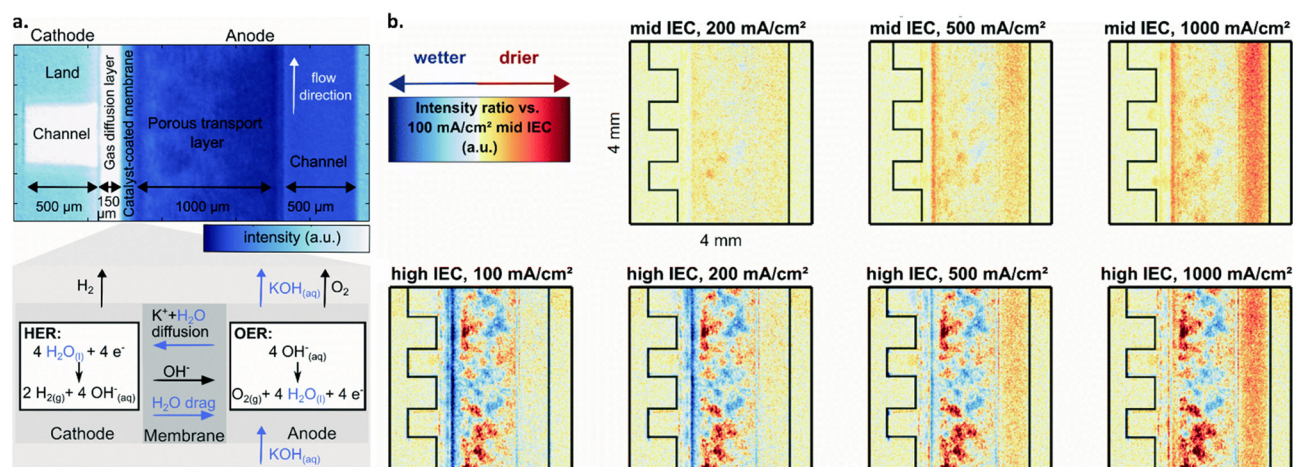 a.
Cathode
Anode
Land
Channel
Gas diffusion layer
Catalyst-coated membrane
Porous transport
layer
flow
direction
Channel
500 µm
150
µm
1000 µm
500 µm
intensity (a.u.)
H2
KOH(aq)
O2
HER:
4 H2O(l) + 4 e-
2 H2(g)+ 4 OH-(aq)
K++H2O
diffusion
OH-
H2O drag
OER:
4 OH-(aq)
O2(g)+ 4 H2O(l)+ 4 e-
Cathode
Membrane
Anode
KOH(aq)
b.
wetter
drier
Intensity ratio vs.
100 mA/cm² mid IEC
(a.u.)
mid IEC, 200 mA/cm²
mid IEC, 500 mA/cm²
mid IEC, 1000 mA/cm²
4 mm
4 mm
high IEC, 100 mA/cm²
high IEC, 200 mA/cm²
high IEC, 500 mA/cm²
high IEC, 1000 mA/cm²